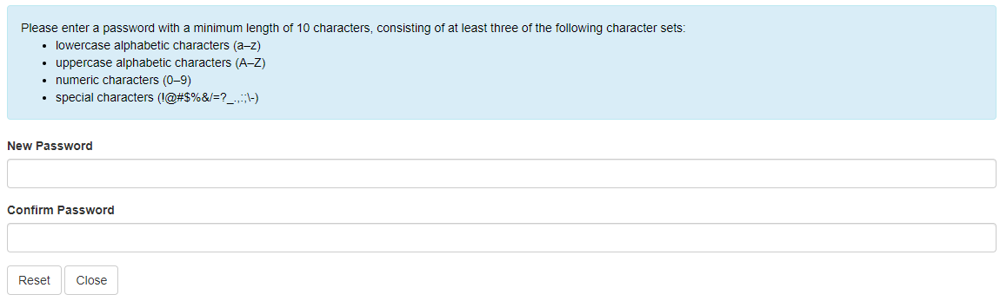 Please enter a password with a minimum length of 10 characters, consisting of at least three of the following character sets:
• lowercase alphabetic characters (a–z)
• uppercase alphabetic characters (A–Z)
• numeric characters (0–9)
• special characters (!@#$%&/=?_.,:;\-)
New Password
Confirm Password
Reset Close